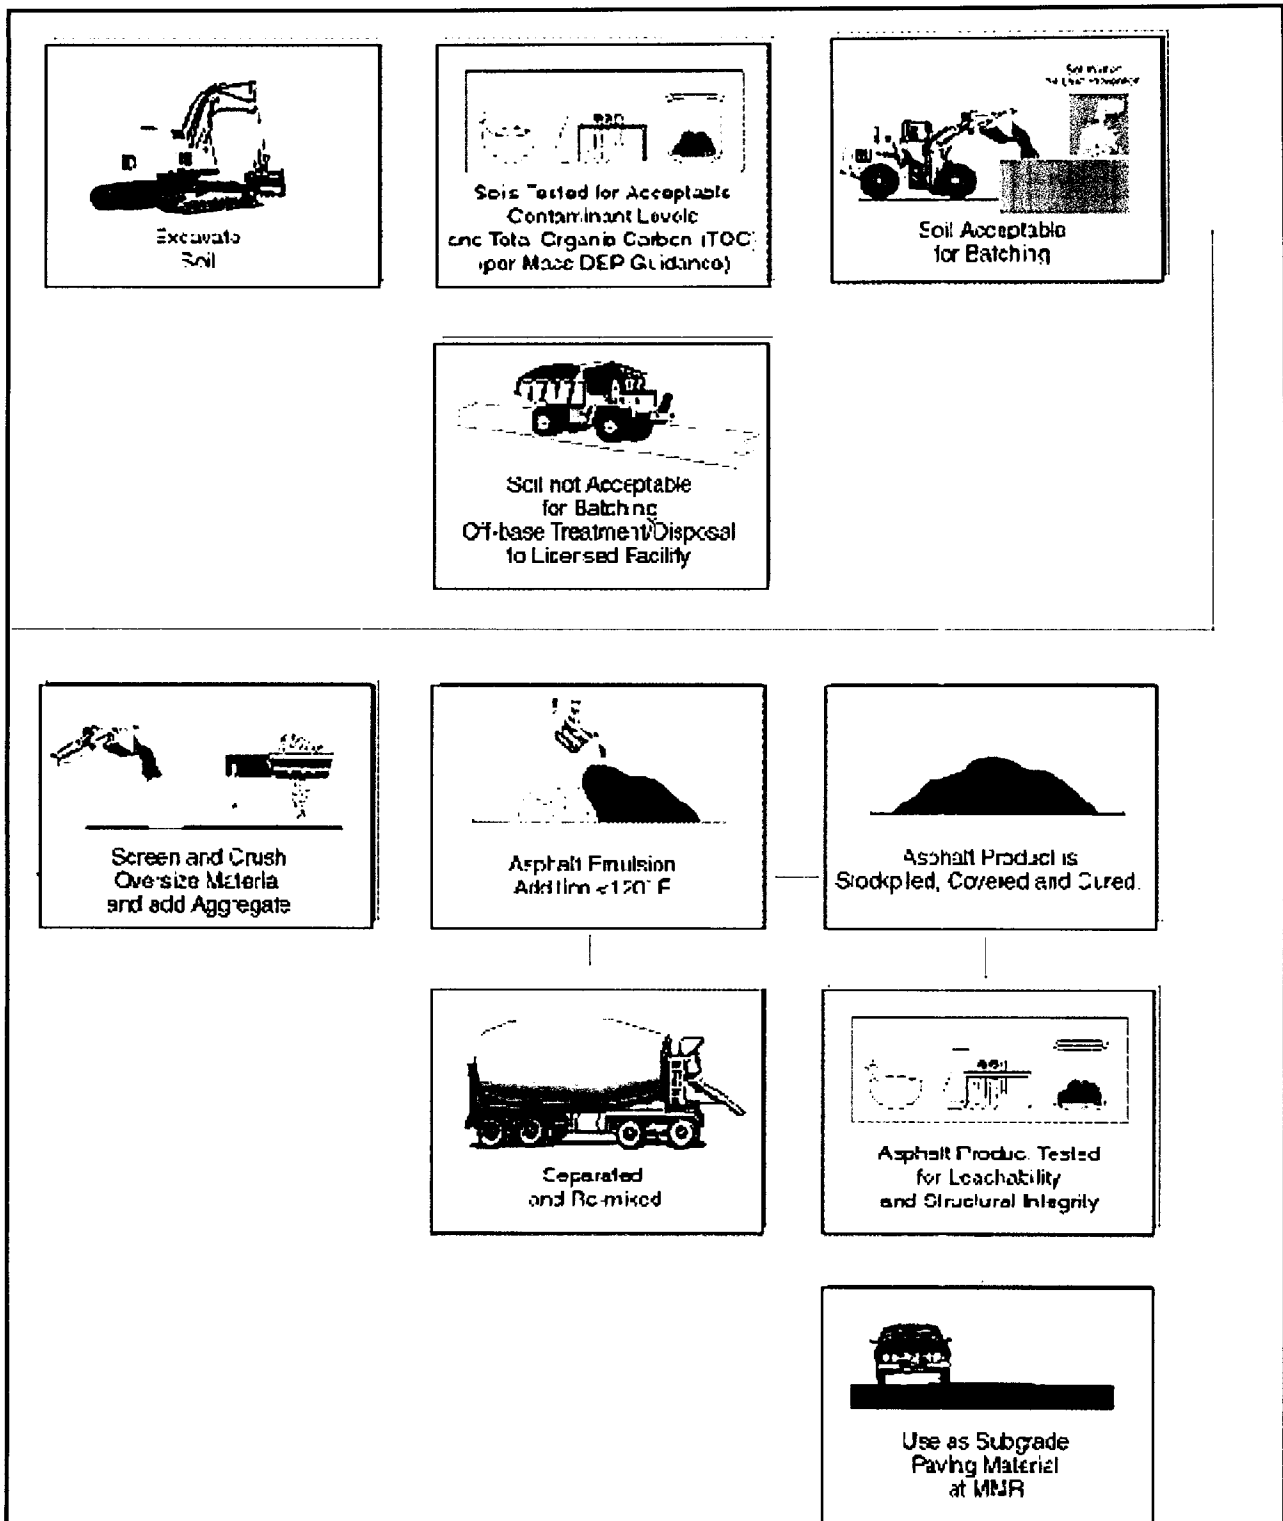 Excavate
Soil
Soils Tested for Acceptable
Contaminant Levels
and Total Organic Carbon (TOC)
(per Mass DEP Guidance)
Soil Acceptable
for Batching
Soil not Acceptable
for Batching
Off-base Treatment/Disposal
to Licensed Facility
Screen and Crush
Oversize Material
and add Aggregate
Asphalt Emulsion
Addition <120° F
Asphalt Product is
Stockpiled, Covered and Cured.
Separated
and Re-mixed
Asphalt Product Tested
for Leachability
and Structural Integrity
Use as Subgrade
Paving Material
at MMR